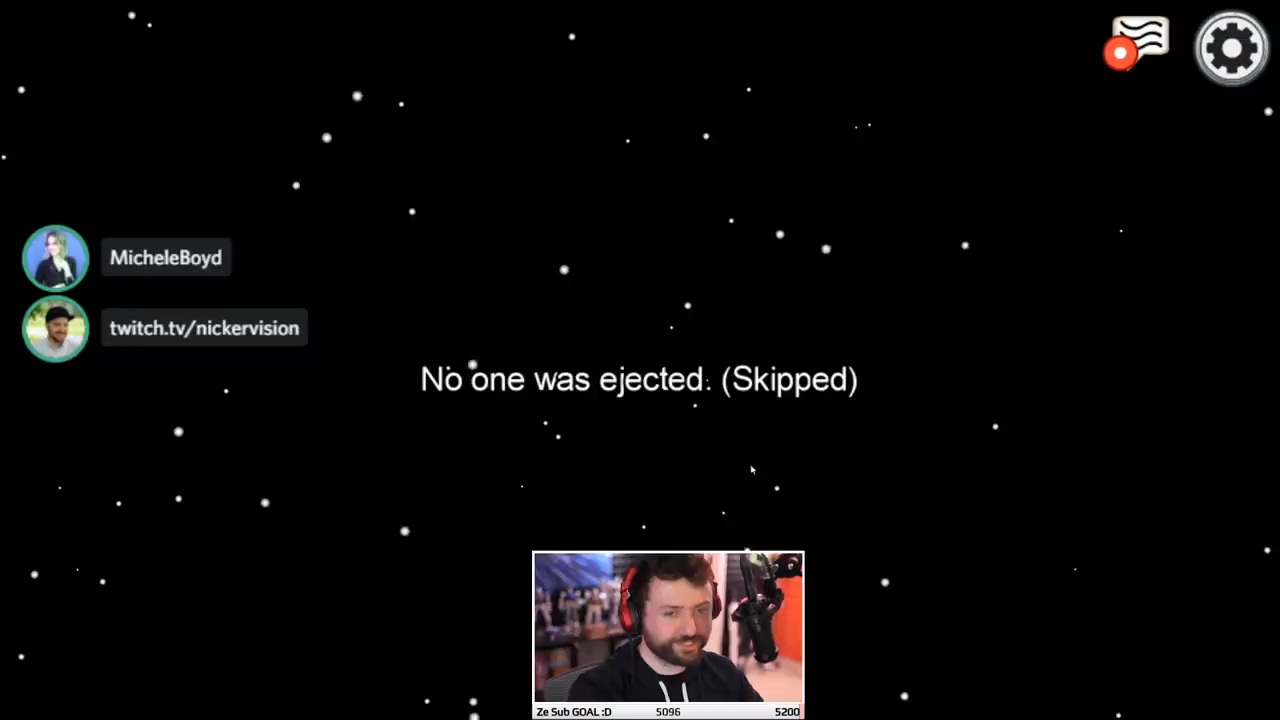 MicheleBoyd
twitch.tv/nickervision
No one was ejected. (Skipped)
Ze Sub GOAL :D 5096 5200